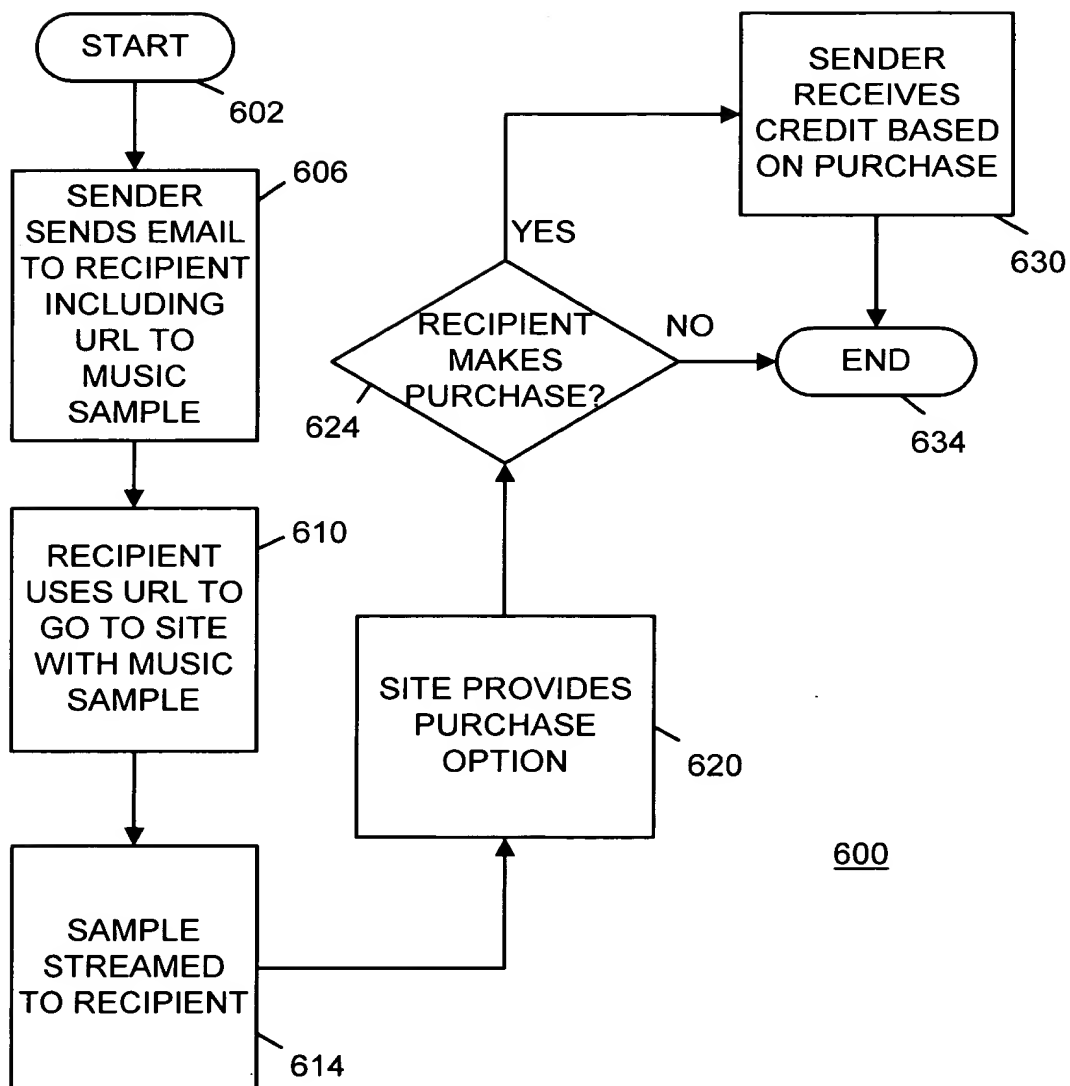 START
602
606
SENDER
SENDS EMAIL
TO RECIPIENT
INCLUDING
URL TO
MUSIC
SAMPLE
610
RECIPIENT
USES URL TO
GO TO SITE
WITH MUSIC
SAMPLE
SAMPLE
STREAMED
TO RECIPIENT
614
SITE PROVIDES
PURCHASE
OPTION
620
RECIPIENT
MAKES
PURCHASE?
624
YES
NO
SENDER
RECEIVES
CREDIT BASED
ON PURCHASE
630
END
634
600